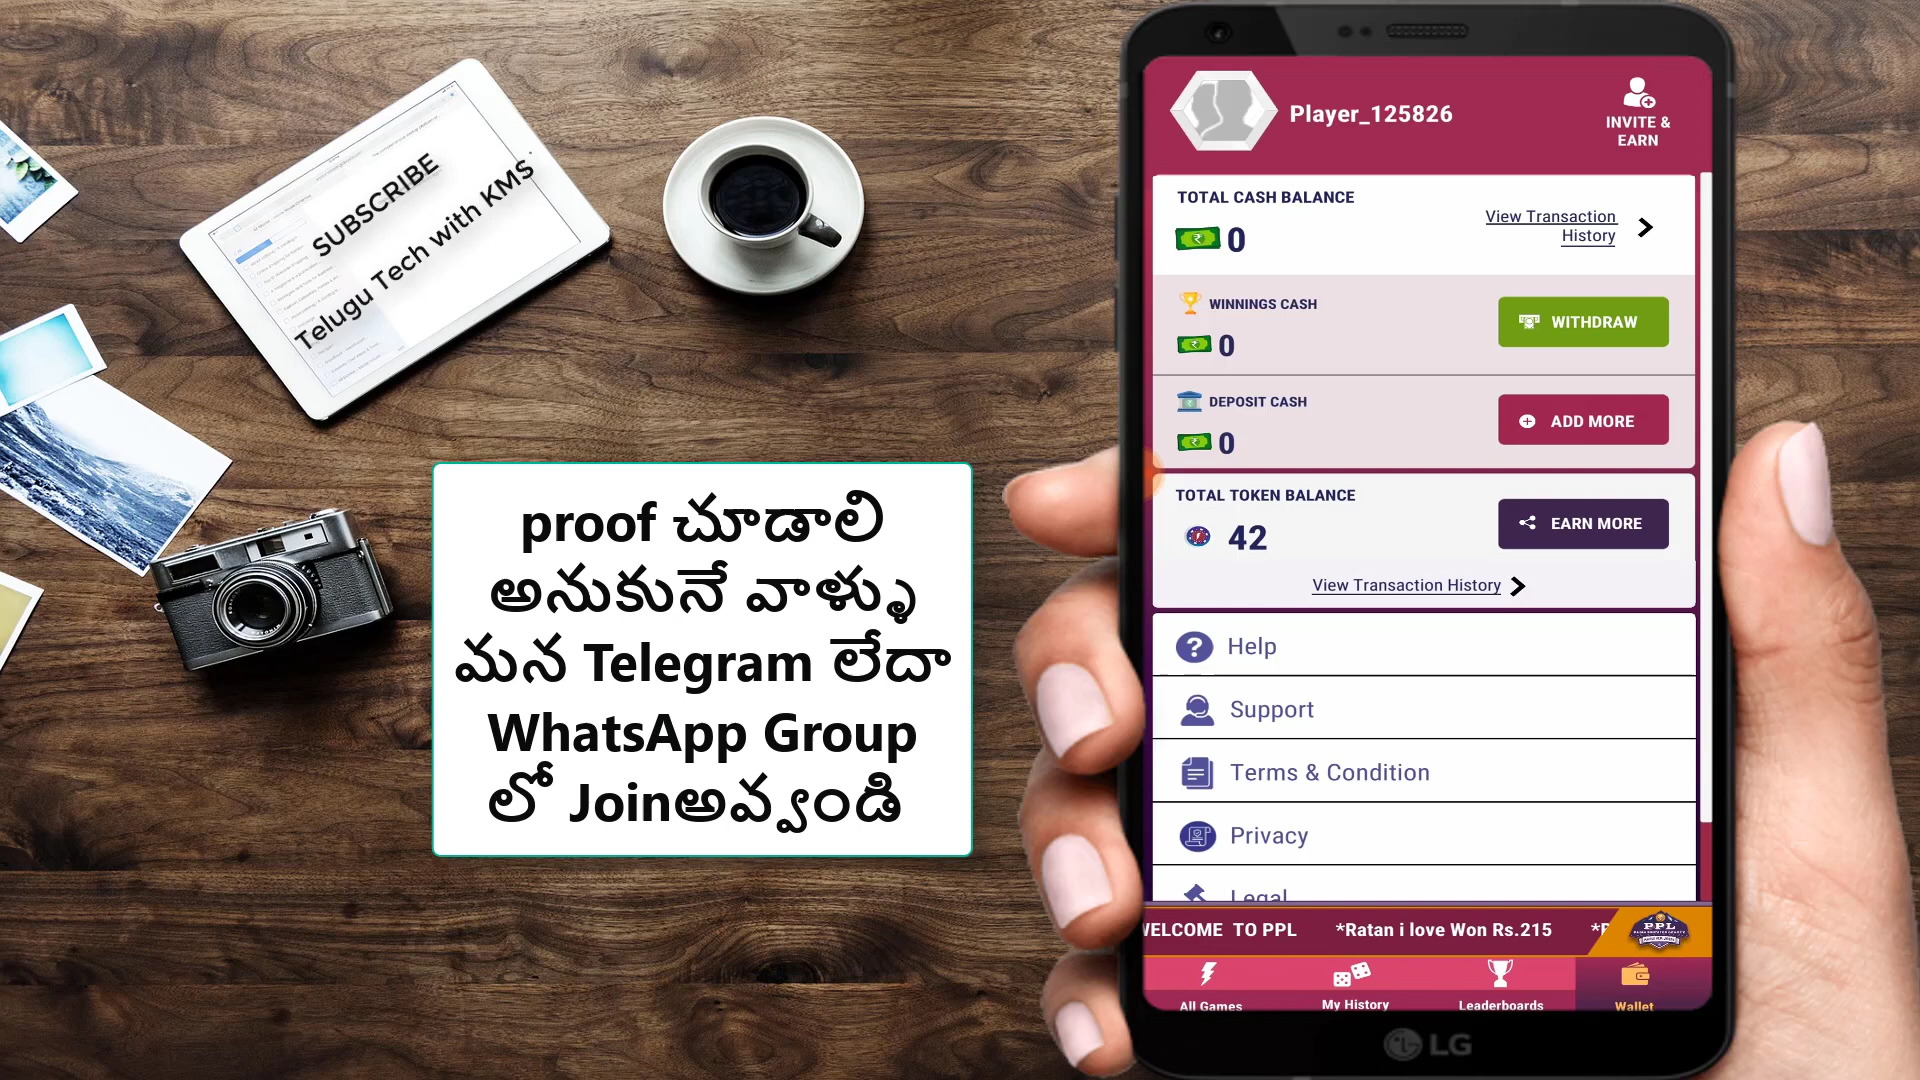 SUBSCRIBE
Telugu Tech with KMS
proof చూడాలి
అనుకునే వాళ్ళు
మన Telegram లేదా
WhatsApp Group
లో Joinఅవ్వండి
Player_125826
INVITE &
EARN
TOTAL CASH BALANCE
0
View Transaction
History
WINNINGS CASH
0
WITHDRAW
DEPOSIT CASH
0
ADD MORE
TOTAL TOKEN BALANCE
42
EARN MORE
View Transaction History
Help
Support
Terms & Condition
Privacy
Legal
WELCOME TO PPL *Ratan i love Won Rs.215
PPL
All Games
My History
Leaderboards
Wallet
LG